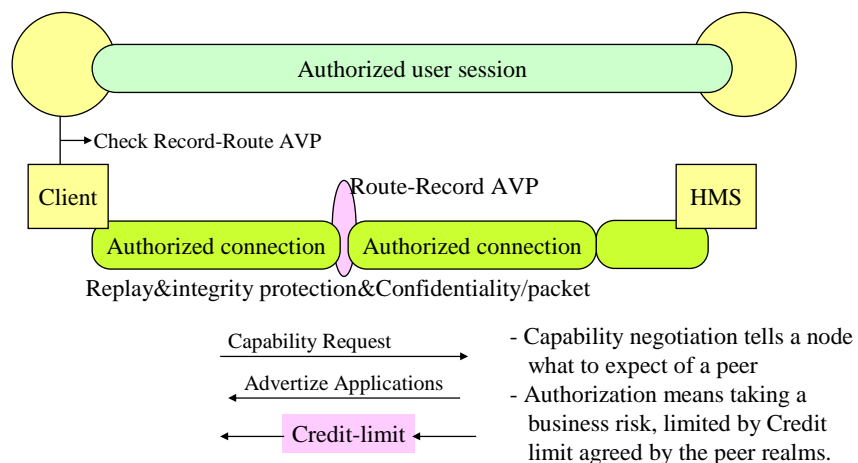 Authorized user session
Check Record-Route AVP
Client
Route-Record AVP
HMS
Authorized connection
Authorized connection
Replay&integrity protection&Confidentiality/packet
Capability Request
Advertize Applications
Credit-limit
- Capability negotiation tells a node
what to expect of a peer
- Authorization means taking a
business risk, limited by Credit
limit agreed by the peer realms.